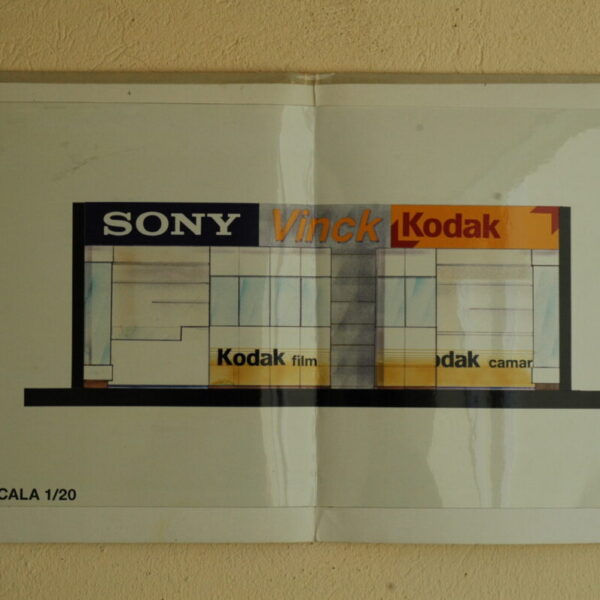 SONY Vinck Kodak
Kodak film odak camar
CALA 1/20